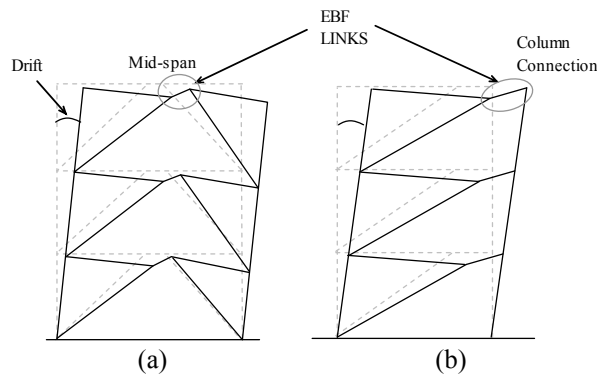 EBF
LINKS
Drift
Mid-span
Column
Connection
(a)
(b)